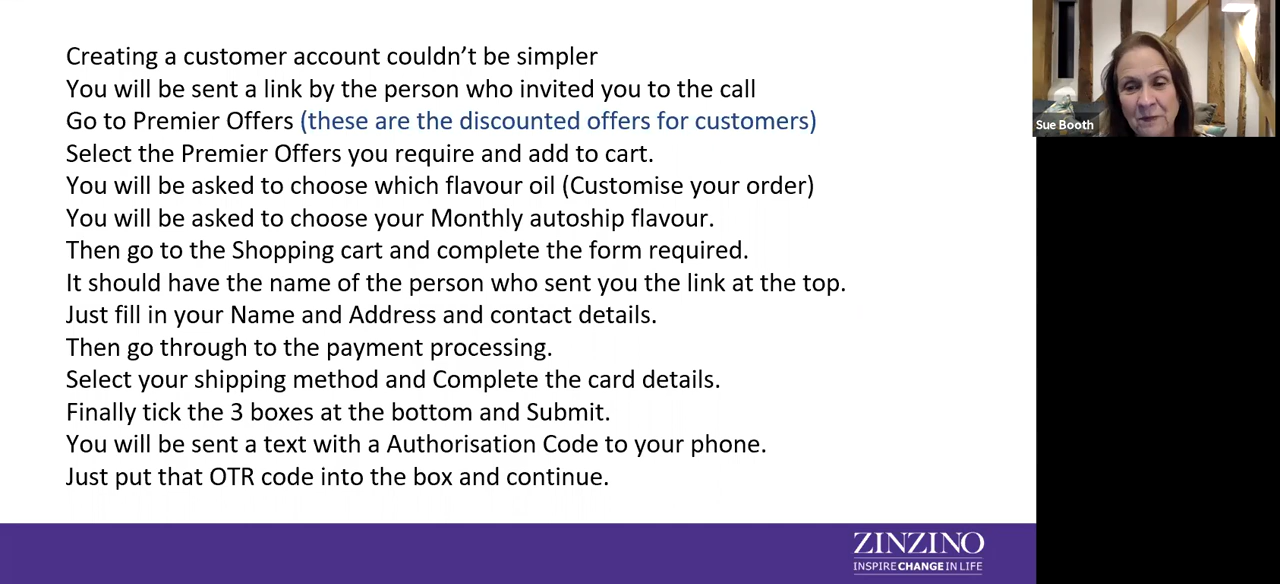 Creating a customer account couldn’t be simpler
You will be sent a link by the person who invited you to the call
Go to Premier Offers (these are the discounted offers for customers)
Select the Premier Offers you require and add to cart.
You will be asked to choose which flavour oil (Customise your order)
You will be asked to choose your Monthly autoship flavour.
Then go to the Shopping cart and complete the form required.
It should have the name of the person who sent you the link at the top.
Just fill in your Name and Address and contact details.
Then go through to the payment processing.
Select your shipping method and Complete the card details.
Finally tick the 3 boxes at the bottom and Submit.
You will be sent a text with a Authorisation Code to your phone.
Just put that OTR code into the box and continue.
Sue Booth
ZINZINO
INSPIRE CHANGE IN LIFE